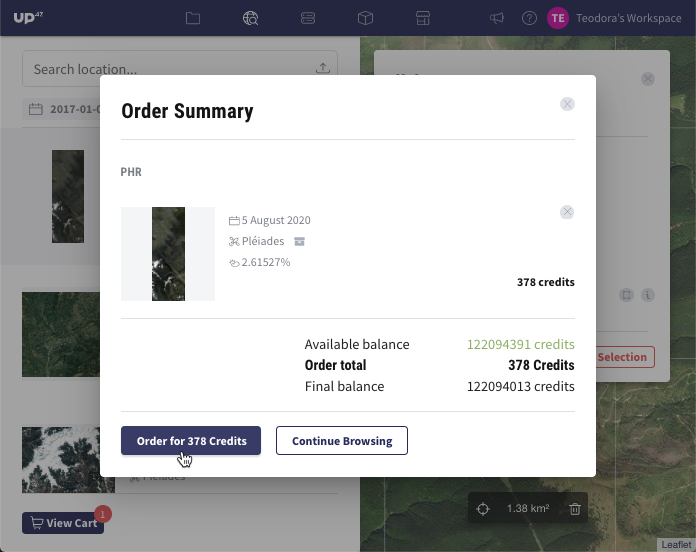 UP42
Teodora's Workspace
TE
Search location...
2017-01-0
Order Summary
PHR
5 August 2020
Pléiades
2.61527%
378 credits
Available balance 122094391 credits
Order total 378 Credits
Final balance 122094013 credits
Selection
Order for 378 Credits
Continue Browsing
Pléiades
View Cart
1
1.38 km²
Leaflet